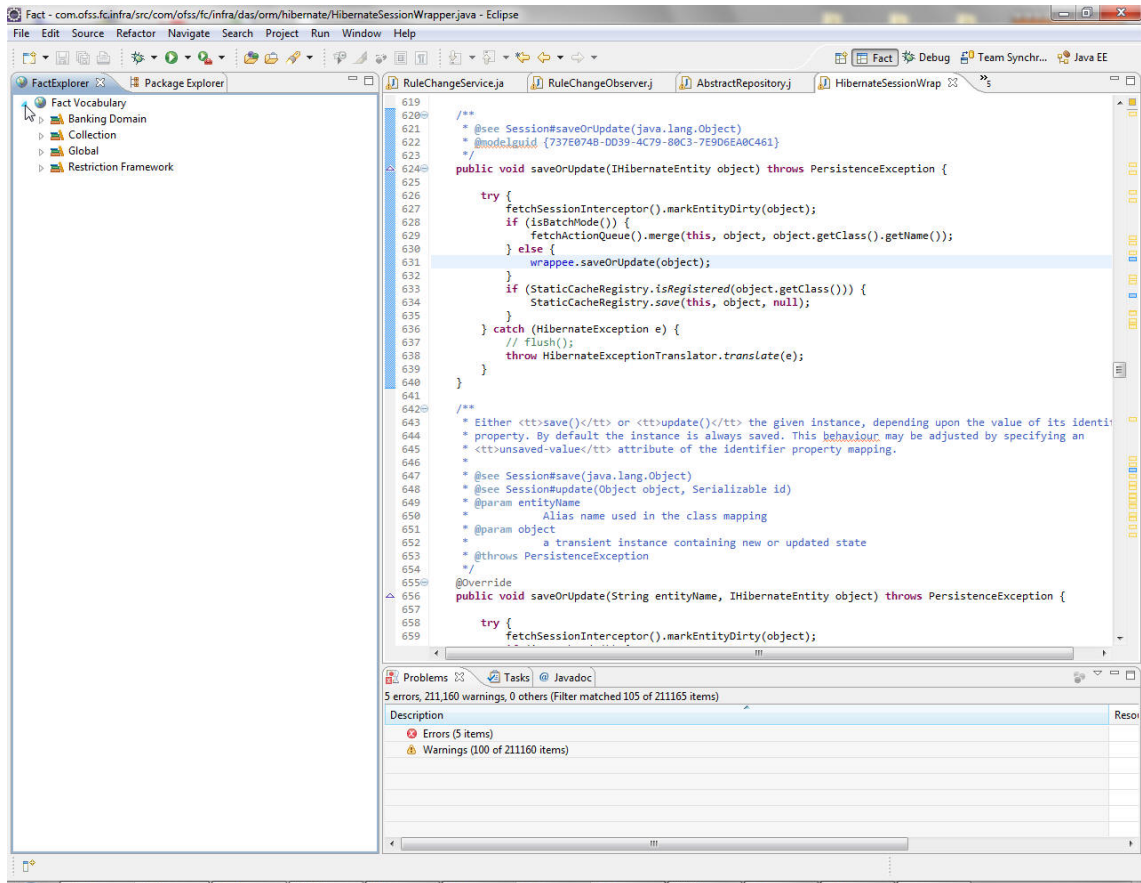 Fact - com.ofss.fc.infra/src/com/ofss/fc/infra/das/orm/hibernate/HibernateSessionWrapper.java - Eclipse
File Edit Source Refactor Navigate Search Project Run Window Help
Fact Debug Team Synchr... Java EE
FactExplorer Package Explorer
Fact Vocabulary
Banking Domain
Collection
Global
Restriction Framework
RuleChangeService.ja RuleChangeObserver.j AbstractRepository.j HibernateSessionWrap »5
619
620 /**
621 * @see Session#saveOrUpdate(java.lang.Object)
622 * @modelguid {737E074B-DD39-4C79-80C3-7E9D6EA0C461}
623 */
624 public void saveOrUpdate(IHibernateEntity object) throws PersistenceException {
625
626 try {
627 fetchSessionInterceptor().markEntityDirty(object);
628 if (isBatchMode()) {
629 fetchActionQueue().merge(this, object, object.getClass().getName());
630 } else {
631 wrappee.saveOrUpdate(object);
632 }
633 if (StaticCacheRegistry.isRegistered(object.getClass())) {
634 StaticCacheRegistry.save(this, object, null);
635 }
636 } catch (HibernateException e) {
637 // flush();
638 throw HibernateExceptionTranslator.translate(e);
639 }
640 }
641
642 /**
643 * Either <tt>save()</tt> or <tt>update()</tt> the given instance, depending upon the value of its identi
644 * property. By default the instance is always saved. This behaviour may be adjusted by specifying an
645 * <tt>unsaved-value</tt> attribute of the identifier property mapping.
646 *
647 * @see Session#save(java.lang.Object)
648 * @see Session#update(Object object, Serializable id)
649 * @param entityName
650 * Alias name used in the class mapping
651 * @param object
652 * a transient instance containing new or updated state
653 * @throws PersistenceException
654 */
655 @Override
656 public void saveOrUpdate(String entityName, IHibernateEntity object) throws PersistenceException {
657
658 try {
659 fetchSessionInterceptor().markEntityDirty(object);
Problems Tasks @ Javadoc
5 errors, 211,160 warnings, 0 others (Filter matched 105 of 211165 items)
Description Resou
Errors (5 items)
Warnings (100 of 211160 items)